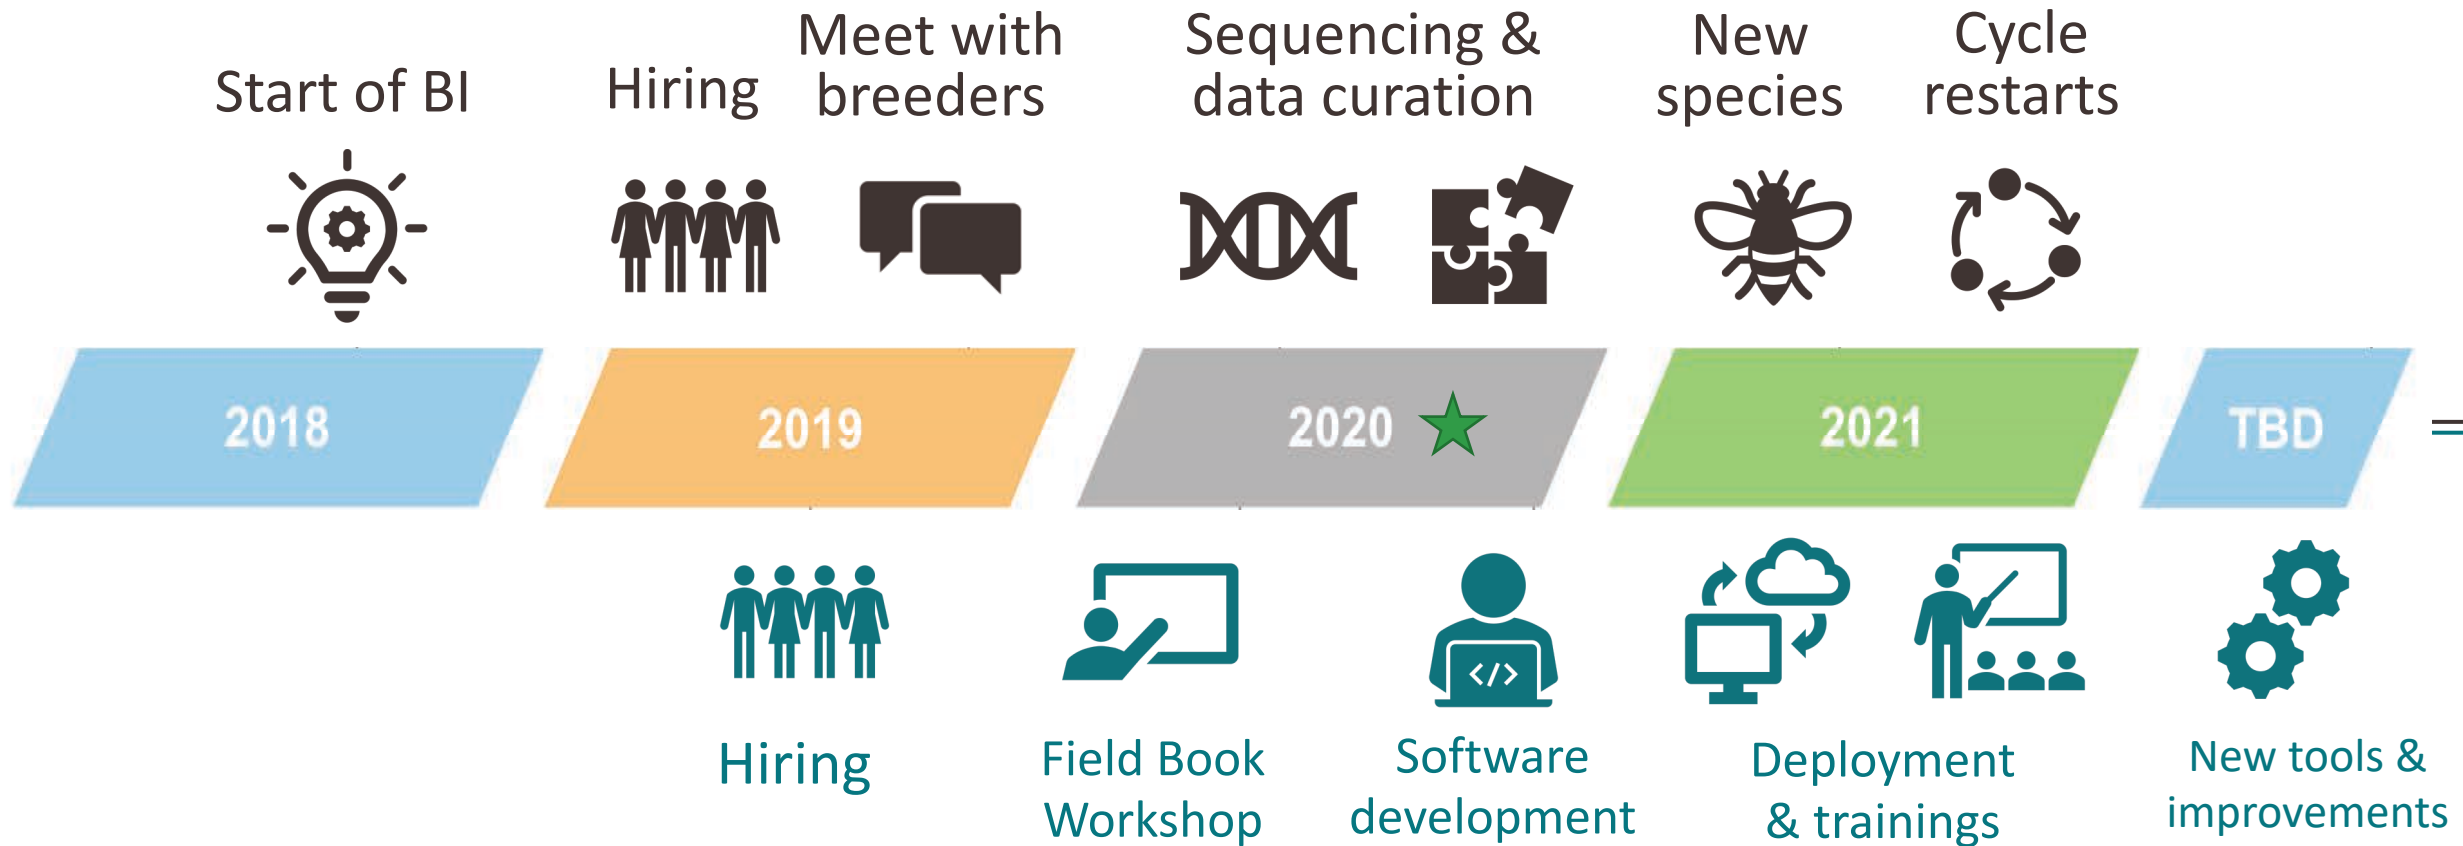 Start of BI
Hiring
Meet with
breeders
Sequencing &
data curation
New
species
Cycle
restarts
2018
2019
2020
2021
TBD
</>
Hiring
Field Book
Workshop
Software
development
Deployment
& trainings
New tools &
improvements